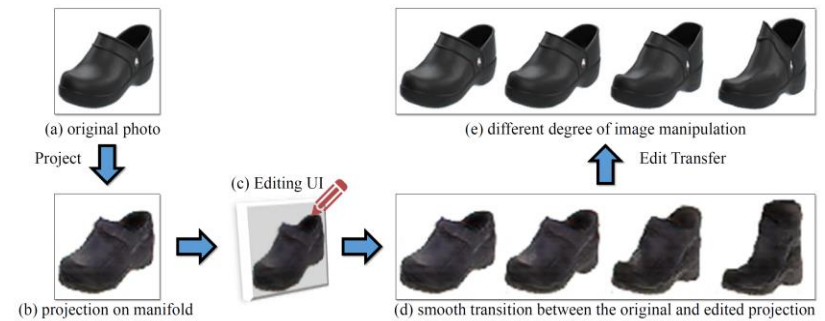 (a) original photo
(e) different degree of image manipulation
Project
Edit Transfer
(c) Editing UI
(b) projection on manifold
(d) smooth transition between the original and edited projection